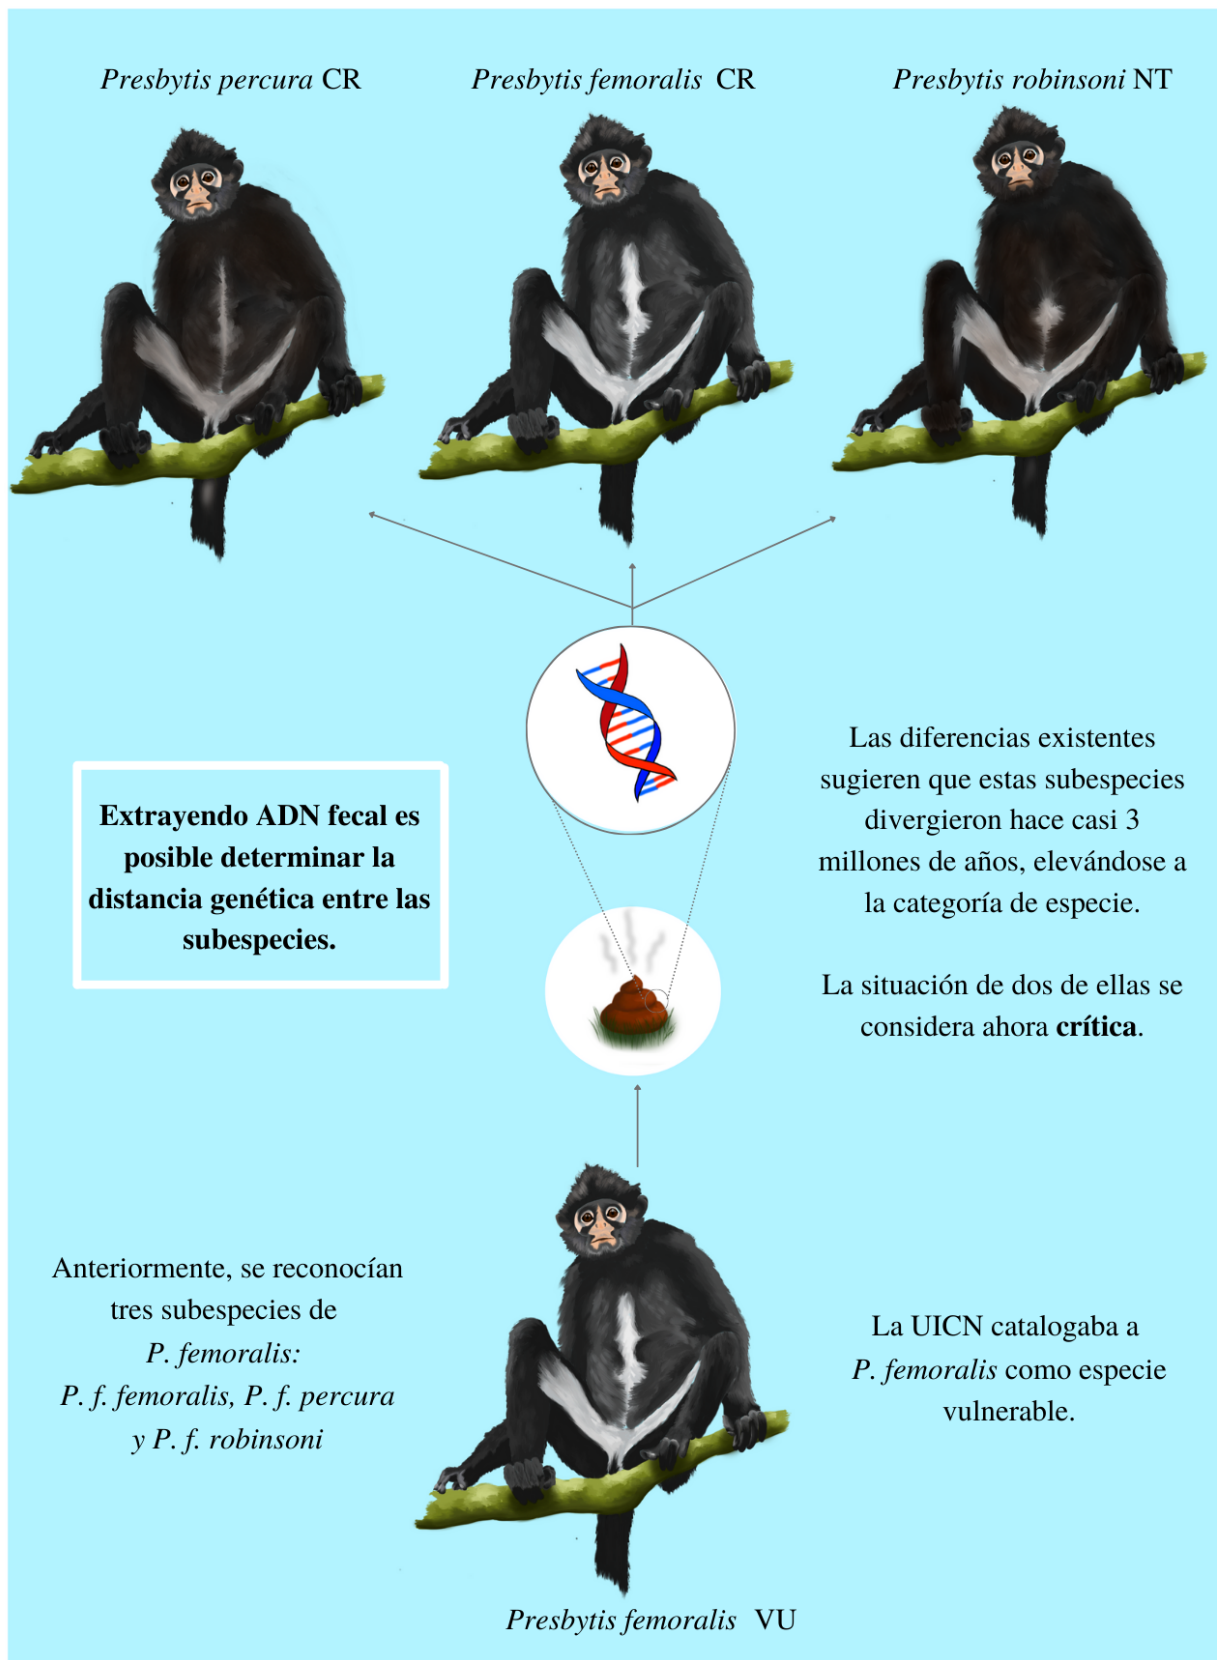 Presbytis percura CR
Presbytis femoralis CR
Presbytis robinsoni NT
Extrayendo ADN fecal es
posible determinar la
distancia genética entre las
subespecies.
Las diferencias existentes
sugieren que estas subespecies
divergieron hace casi 3
millones de años, elevándose a
la categoría de especie.
La situación de dos de ellas se
considera ahora crítica.
Anteriormente, se reconocían
tres subespecies de
P. femoralis:
P. f. femoralis, P. f. percura
y P. f. robinsoni
La UICN catalogaba a
P. femoralis como especie
vulnerable.
Presbytis femoralis VU